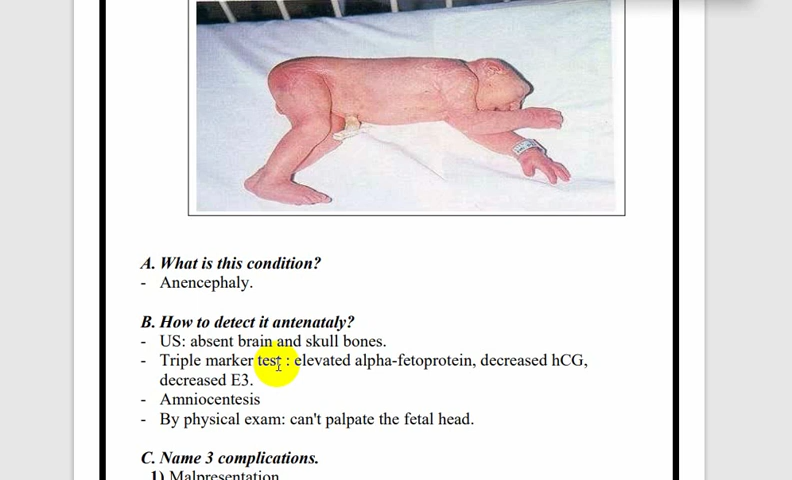 A. What is this condition?
- Anencephaly.
B. How to detect it antenataly?
- US: absent brain and skull bones.
- Triple marker test : elevated alpha-fetoprotein, decreased hCG,
decreased E3.
- Amniocentesis
- By physical exam: can't palpate the fetal head.
C. Name 3 complications.
1) Malpresentation